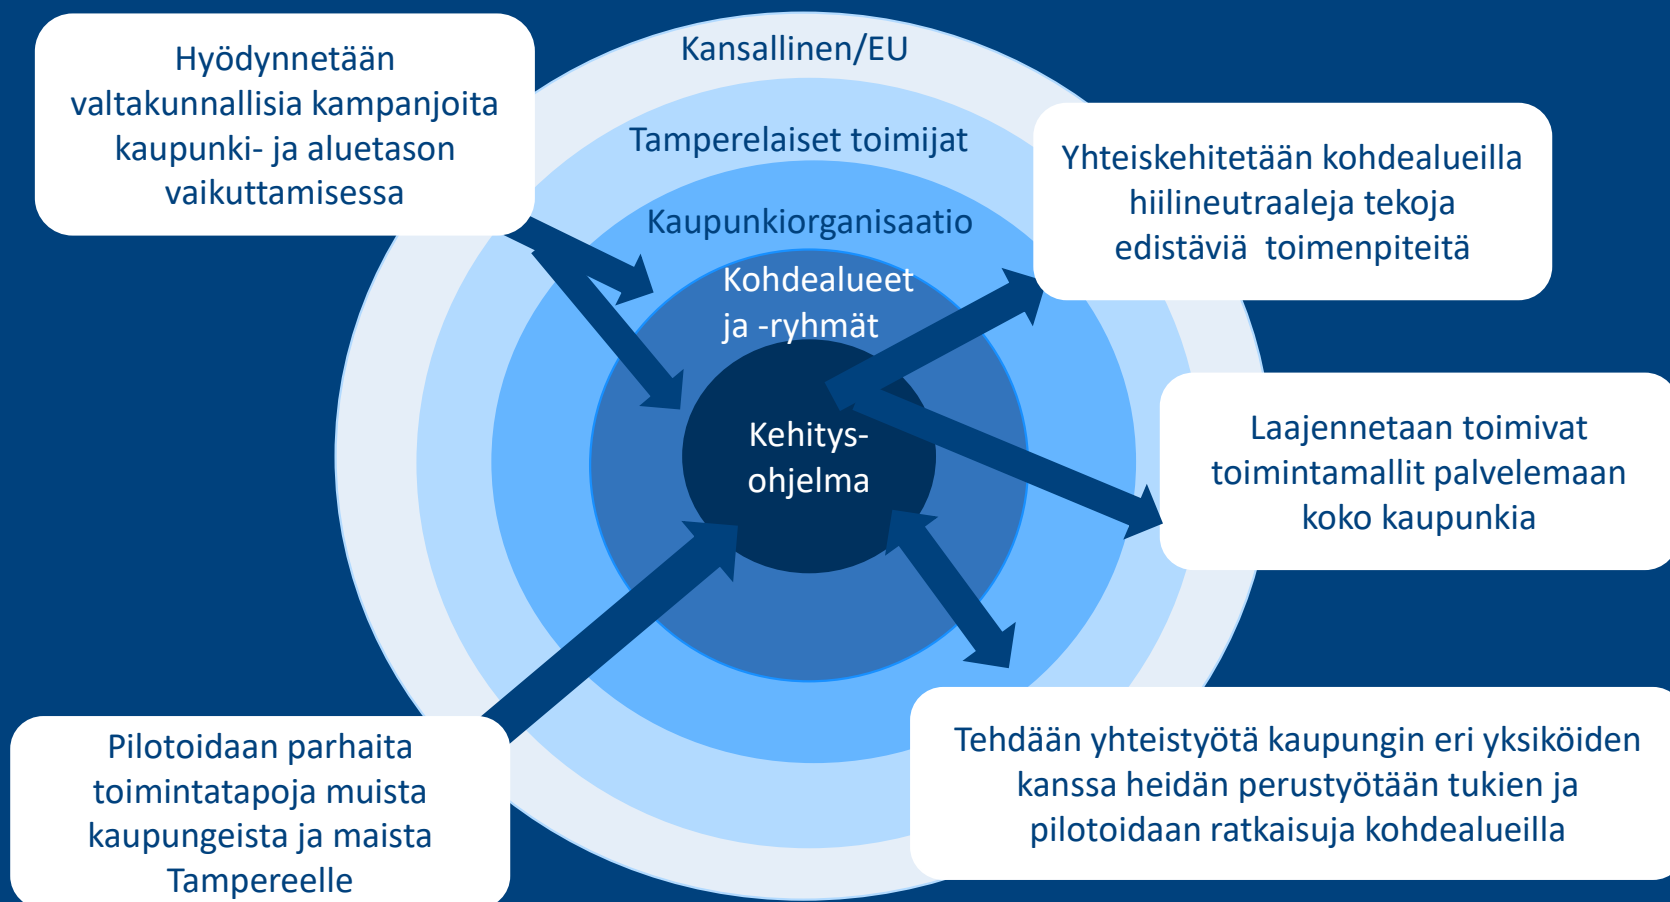 Hyödynnetään
valtakunnallisia kampanjoita
kaupunki- ja aluetason
vaikuttamisessa
Kansallinen/EU
Tamperelaiset toimijat
Kaupunkiorganisaatio
Kohdealueet
ja -ryhmät
Kehitys-
ohjelma
Yhteiskehitetään kohdealueilla
hiilineutraaleja tekoja
edistäviä  toimenpiteitä
Laajennetaan toimivat
toimintamallit palvelemaan
koko kaupunkia
Pilotoidaan parhaita
toimintatapoja muista
kaupungeista ja maista
Tampereelle
Tehdään yhteistyötä kaupungin eri yksiköiden
kanssa heidän perustyötään tukien ja
pilotoidaan ratkaisuja kohdealueilla